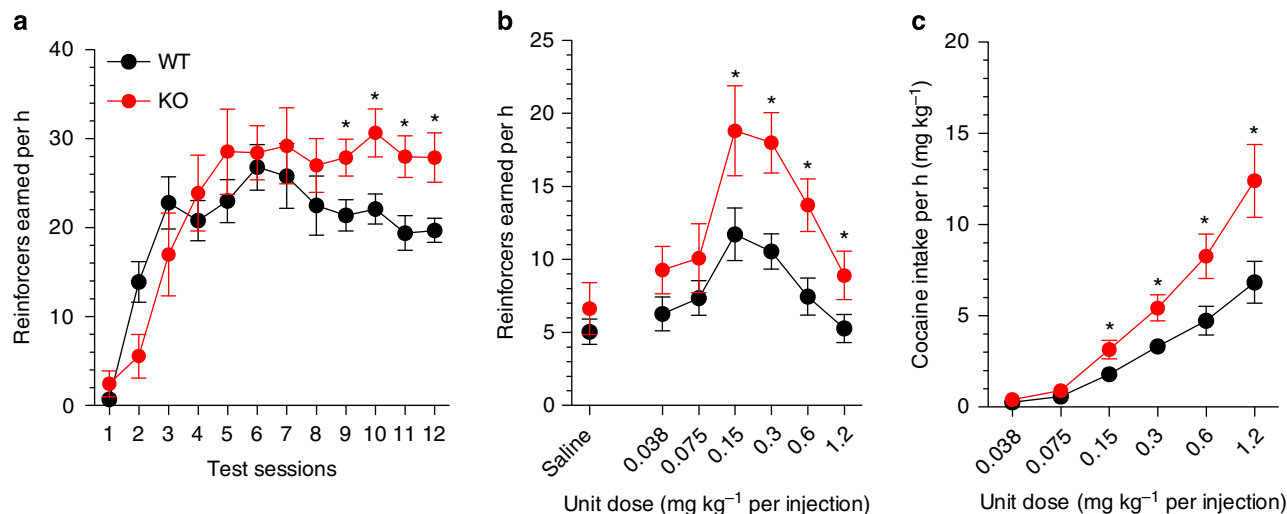 a
Reinforcers earned per h
40
30
20
10
0
WT
KO
* * * *
1 2 3 4 5 6 7 8 9 10 11 12
Test sessions
b
Reinforcers earned per h
25
20
15
10
5
0
* * * *
Saline 0.038 0.075 0.15 0.3 0.6 1.2
Unit dose (mg kg⁻¹ per injection)
c
Cocaine intake per h (mg kg⁻¹)
20
15
10
5
0
* * * *
0.038 0.075 0.15 0.3 0.6 1.2
Unit dose (mg kg⁻¹ per injection)